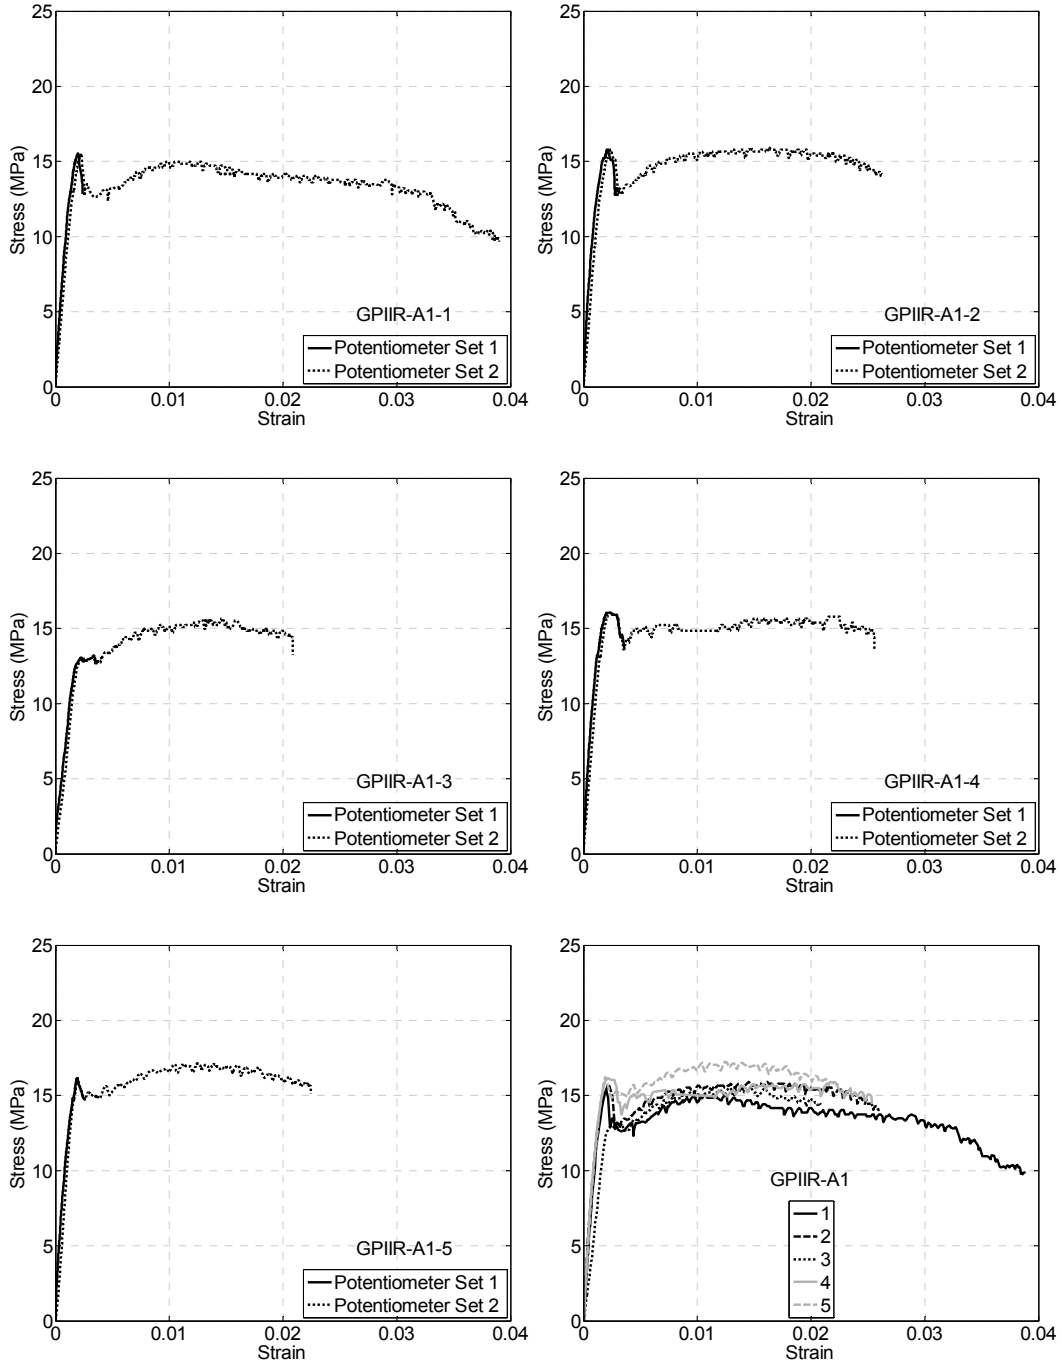 25
20
15
10
5
0
Stress (MPa)
GPIIR-A1-1
Potentiometer Set 1
Potentiometer Set 2
0 0.01 0.02 0.03 0.04
Strain
25
20
15
10
5
0
Stress (MPa)
GPIIR-A1-2
Potentiometer Set 1
Potentiometer Set 2
0 0.01 0.02 0.03 0.04
Strain
25
20
15
10
5
0
Stress (MPa)
GPIIR-A1-3
Potentiometer Set 1
Potentiometer Set 2
0 0.01 0.02 0.03 0.04
Strain
25
20
15
10
5
0
Stress (MPa)
GPIIR-A1-4
Potentiometer Set 1
Potentiometer Set 2
0 0.01 0.02 0.03 0.04
Strain
25
20
15
10
5
0
Stress (MPa)
GPIIR-A1-5
Potentiometer Set 1
Potentiometer Set 2
0 0.01 0.02 0.03 0.04
Strain
25
20
15
10
5
0
Stress (MPa)
GPIIR-A1
1
2
3
4
5
0 0.01 0.02 0.03 0.04
Strain